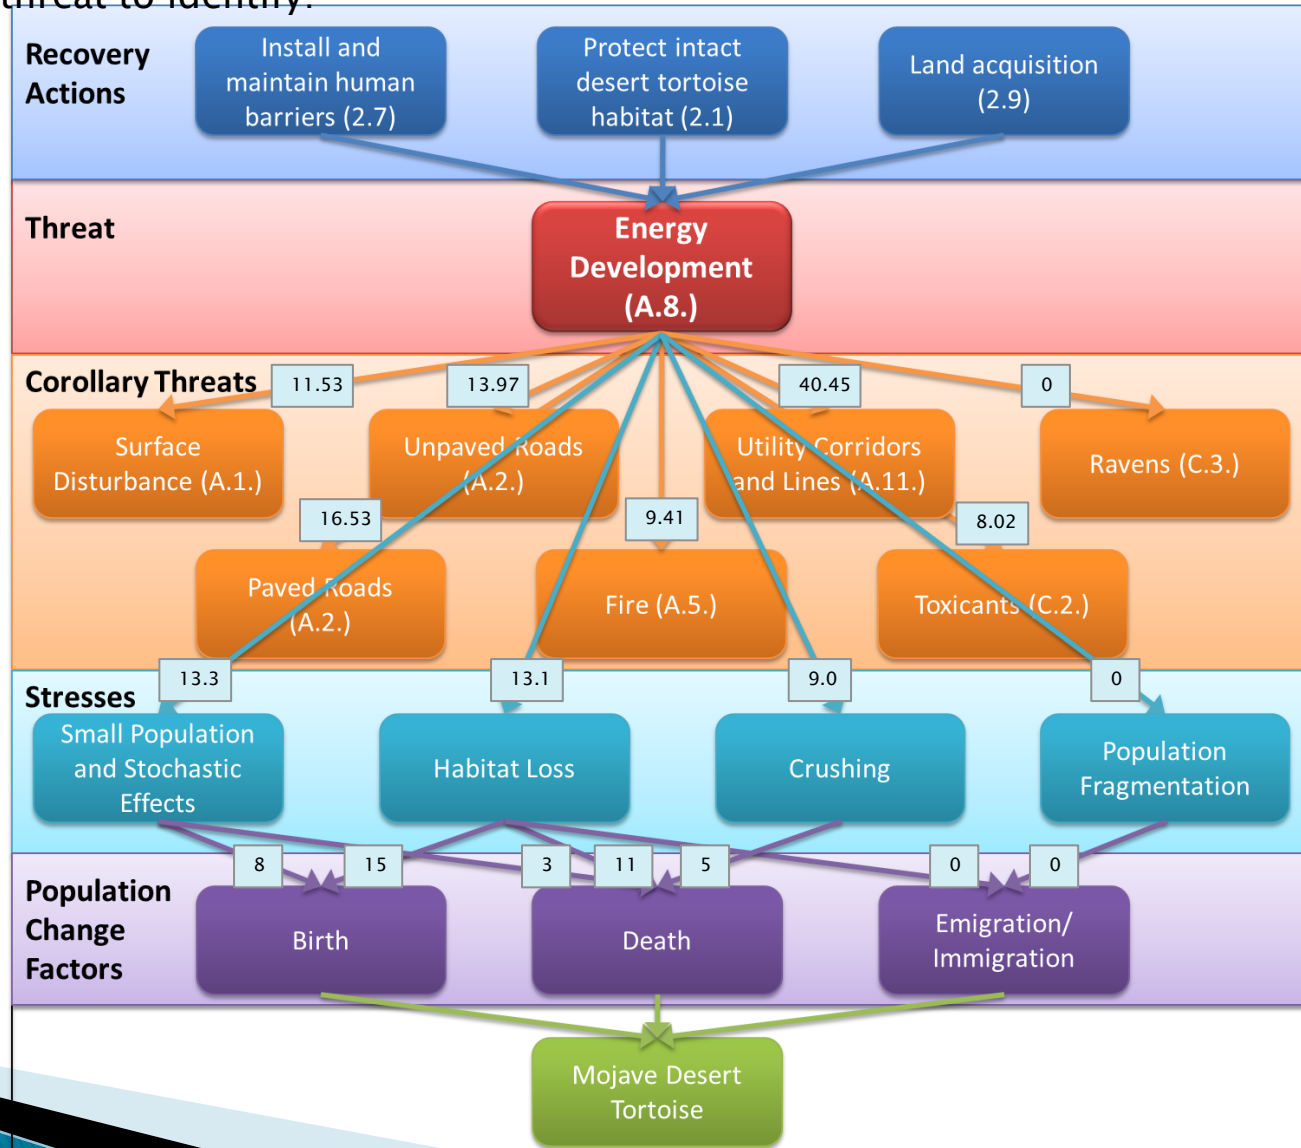 threat to identify.
Recovery
Actions
Install and
maintain human
barriers (2.7)
Protect intact
desert tortoise
habitat (2.1)
Land acquisition
(2.9)
Threat
Energy
Development
(A.8.)
Corollary Threats
11.53
13.97
40.45
0
Surface
Disturbance (A.1.)
Unpaved Roads
(A.2.)
Utility Corridors
and Lines (A.11.)
Ravens (C.3.)
16.53
9.41
8.02
Paved Roads
(A.2.)
Fire (A.5.)
Toxicants (C.2.)
13.3
13.1
9.0
0
Stresses
Small Population
and Stochastic
Effects
Habitat Loss
Crushing
Population
Fragmentation
8
15
3
11
5
0
0
Population
Change
Factors
Birth
Death
Emigration/
Immigration
Mojave Desert
Tortoise